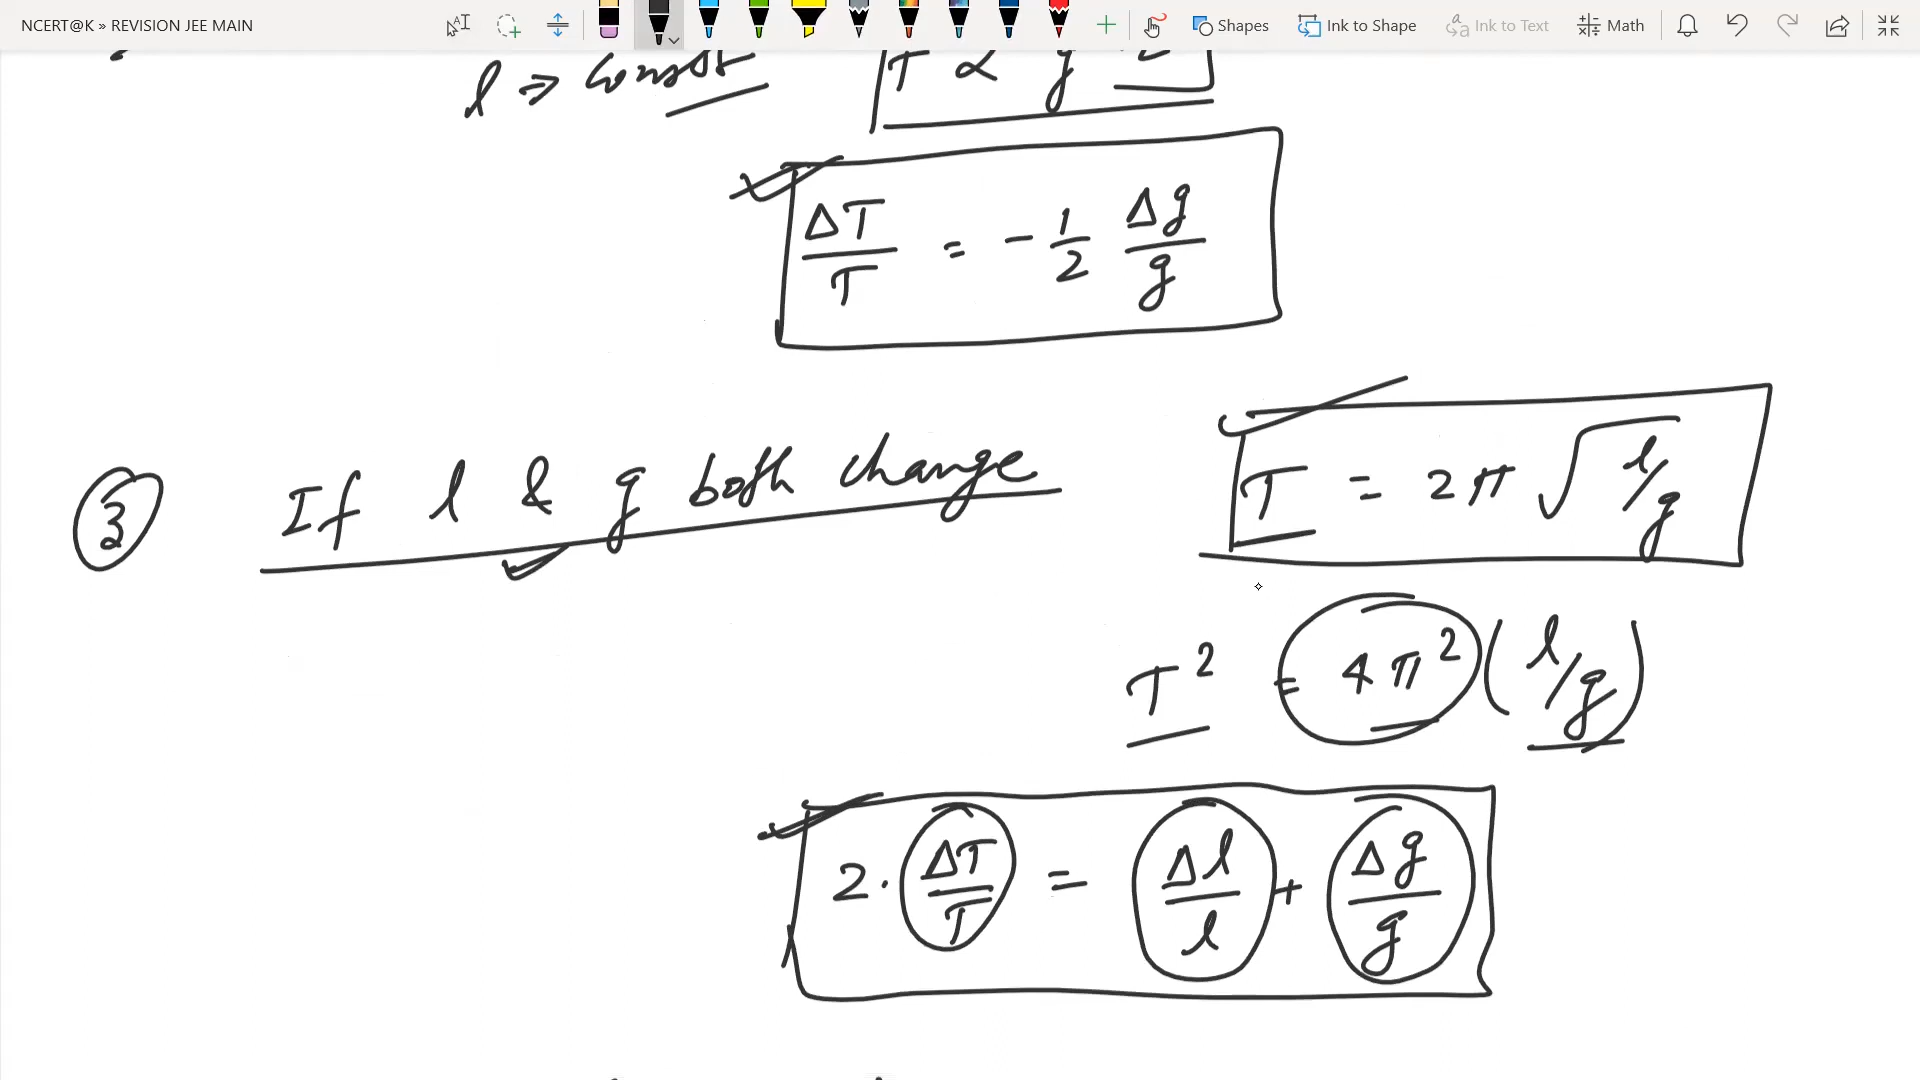 NCERT@K » REVISION JEE MAIN Shapes Ink to Shape Ink to Text Math
l ⇒ const T ∝ g
ΔT/T = - 1/2 Δg/g
③ If l & g both change T = 2π √(l/g)
T² = 4π² (l/g)
2. ΔT/T = Δl/l + Δg/g